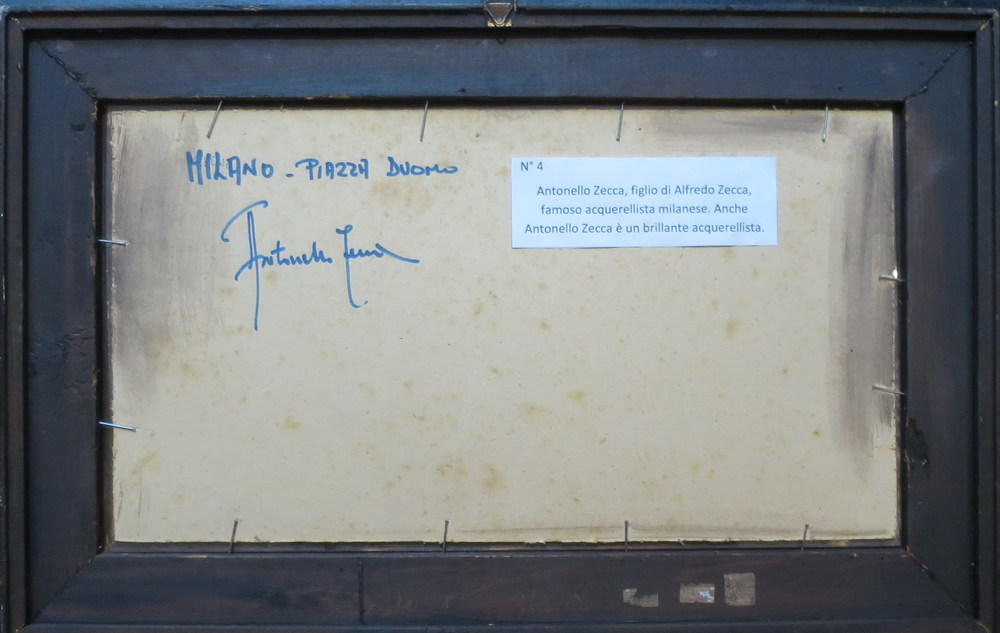 MILANO - PIAZZA DUOMO
Antonello Zecca
N° 4
Antonello Zecca, figlio di Alfredo Zecca,
famoso acquerellista milanese. Anche
Antonello Zecca è un brillante acquerellista.